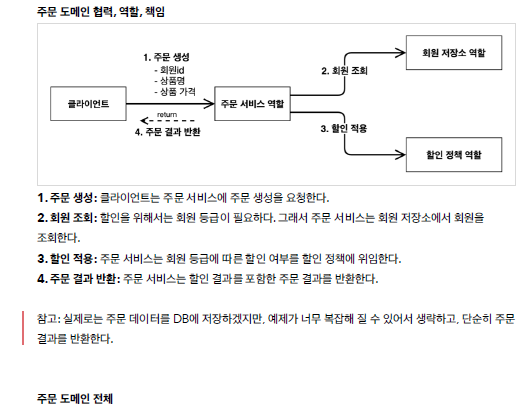 주문 도메인 협력, 역할, 책임
1. 주문 생성
- 회원id
- 상품명
- 상품 가격
클라이언트
return
4. 주문 결과 반환
주문 서비스 역할
2. 회원 조회
회원 저장소 역할
3. 할인 적용
할인 정책 역할
1. 주문 생성: 클라이언트는 주문 서비스에 주문 생성을 요청한다.
2. 회원 조회: 할인을 위해서는 회원 등급이 필요하다. 그래서 주문 서비스는 회원 저장소에서 회원을
조회한다.
3. 할인 적용: 주문 서비스는 회원 등급에 따른 할인 여부를 할인 정책에 위임한다.
4. 주문 결과 반환: 주문 서비스는 할인 결과를 포함한 주문 결과를 반환한다.
참고: 실제로는 주문 데이터를 DB에 저장하겠지만, 예제가 너무 복잡해 질 수 있어서 생략하고, 단순히 주문
결과를 반환한다.
주문 도메인 전체